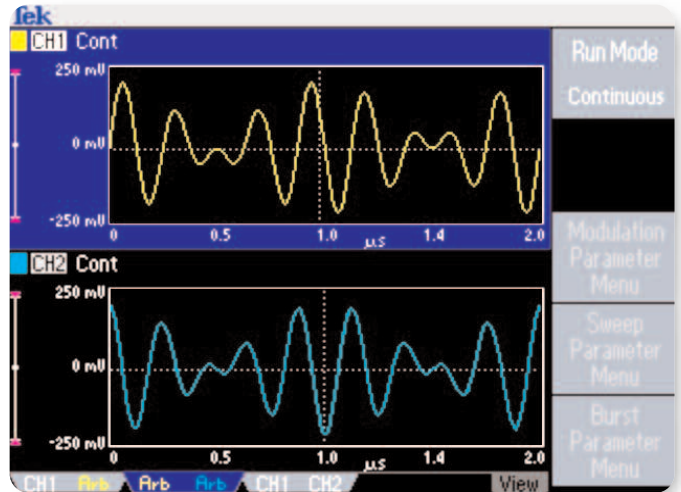 Tek
CH1 Cont
250 mV
0 mV
-250 mV
0 0.5 1.0 μs 1.4 2.0
CH2 Cont
250 mV
0 mV
-250 mV
0 0.5 1.0 μs 1.4 2.0
CH1 Arb Arb Arb CH1 CH2 View
Run Mode
Continuous
Modulation
Parameter
Menu
Sweep
Parameter
Menu
Burst
Parameter
Menu